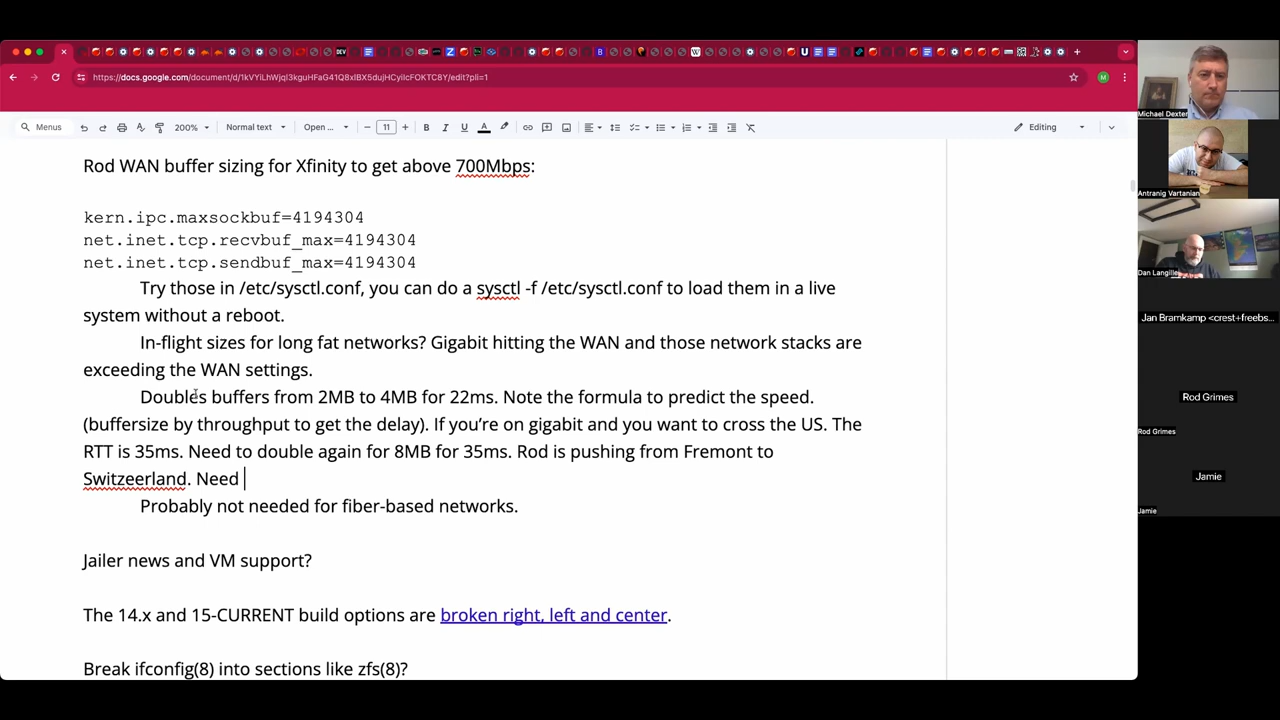 https://docs.google.com/document/d/1kVYiLhWjql3kguHFaG41Q8xlBX5dujHCyiIcFOKTC8Y/edit?pli=1
Menus
200%
Normal text
Open ...
11
Editing
Rod WAN buffer sizing for Xfinity to get above 700Mbps:
kern.ipc.maxsockbuf=4194304
net.inet.tcp.recvbuf_max=4194304
net.inet.tcp.sendbuf_max=4194304
Try those in /etc/sysctl.conf, you can do a sysctl -f /etc/sysctl.conf to load them in a live
system without a reboot.
In-flight sizes for long fat networks? Gigabit hitting the WAN and those network stacks are
exceeding the WAN settings.
Doubles buffers from 2MB to 4MB for 22ms. Note the formula to predict the speed.
(buffersize by throughput to get the delay). If you’re on gigabit and you want to cross the US. The
RTT is 35ms. Need to double again for 8MB for 35ms. Rod is pushing from Fremont to
Switzeerland. Need
Probably not needed for fiber-based networks.
Jailer news and VM support?
The 14.x and 15-CURRENT build options are broken right, left and center.
Break ifconfig(8) into sections like zfs(8)?
Michael Dexter
Antranig Vartanian
Dan Langille
Jan Bramkamp <crest+freebs...
Rod Grimes
Rod Grimes
Jamie
Jamie